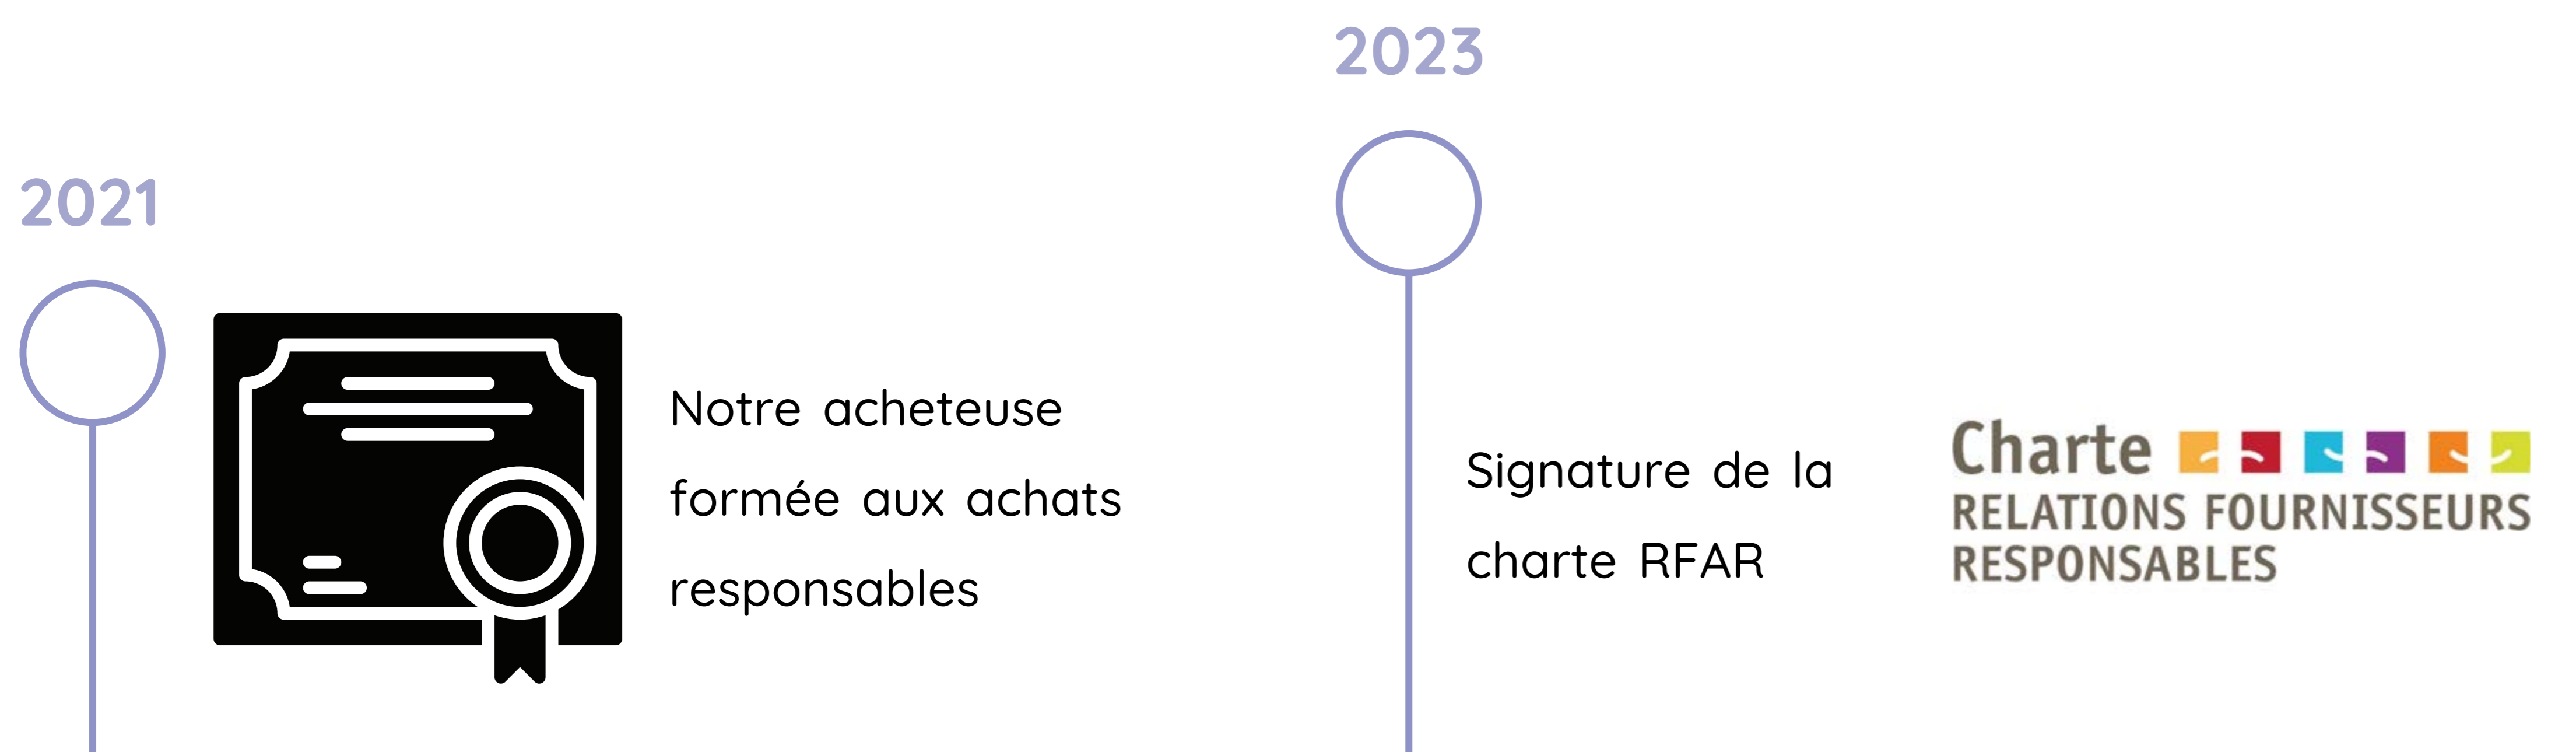 2021
Notre acheteuse
formée aux achats
responsables
2023
Signature de la
charte RFAR
Charte
RELATIONS FOURNISSEURS
RESPONSABLES